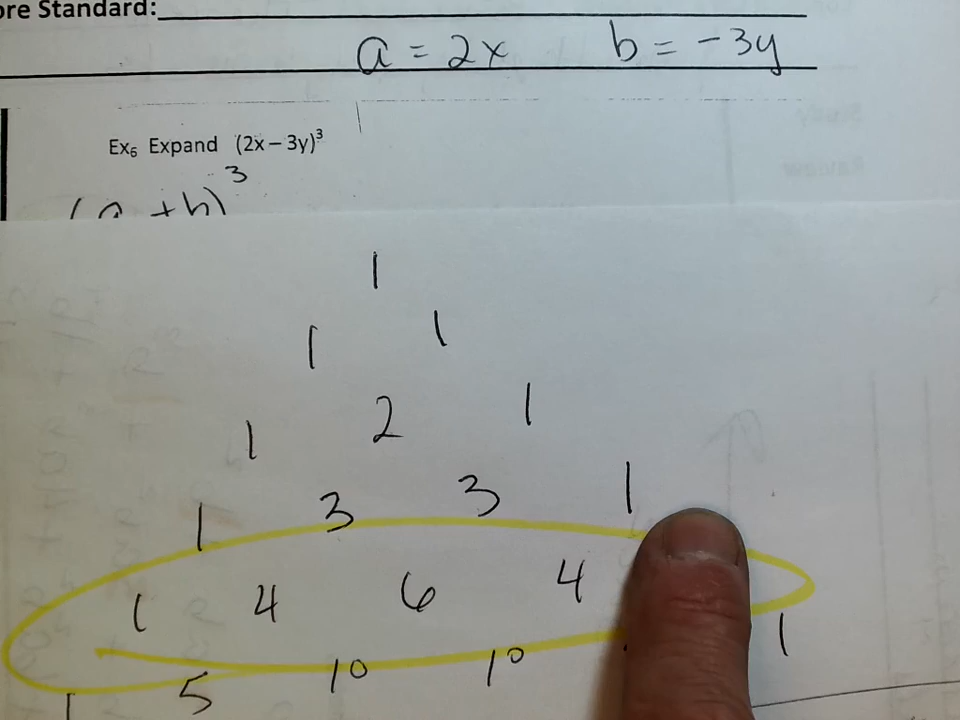 ore Standard:
a = 2x b = -3y
Ex6 Expand (2x – 3y)³
(a + b)³
1
1 1
1 2 1
1 3 3 1
1 4 6 4
1 5 10 10 1